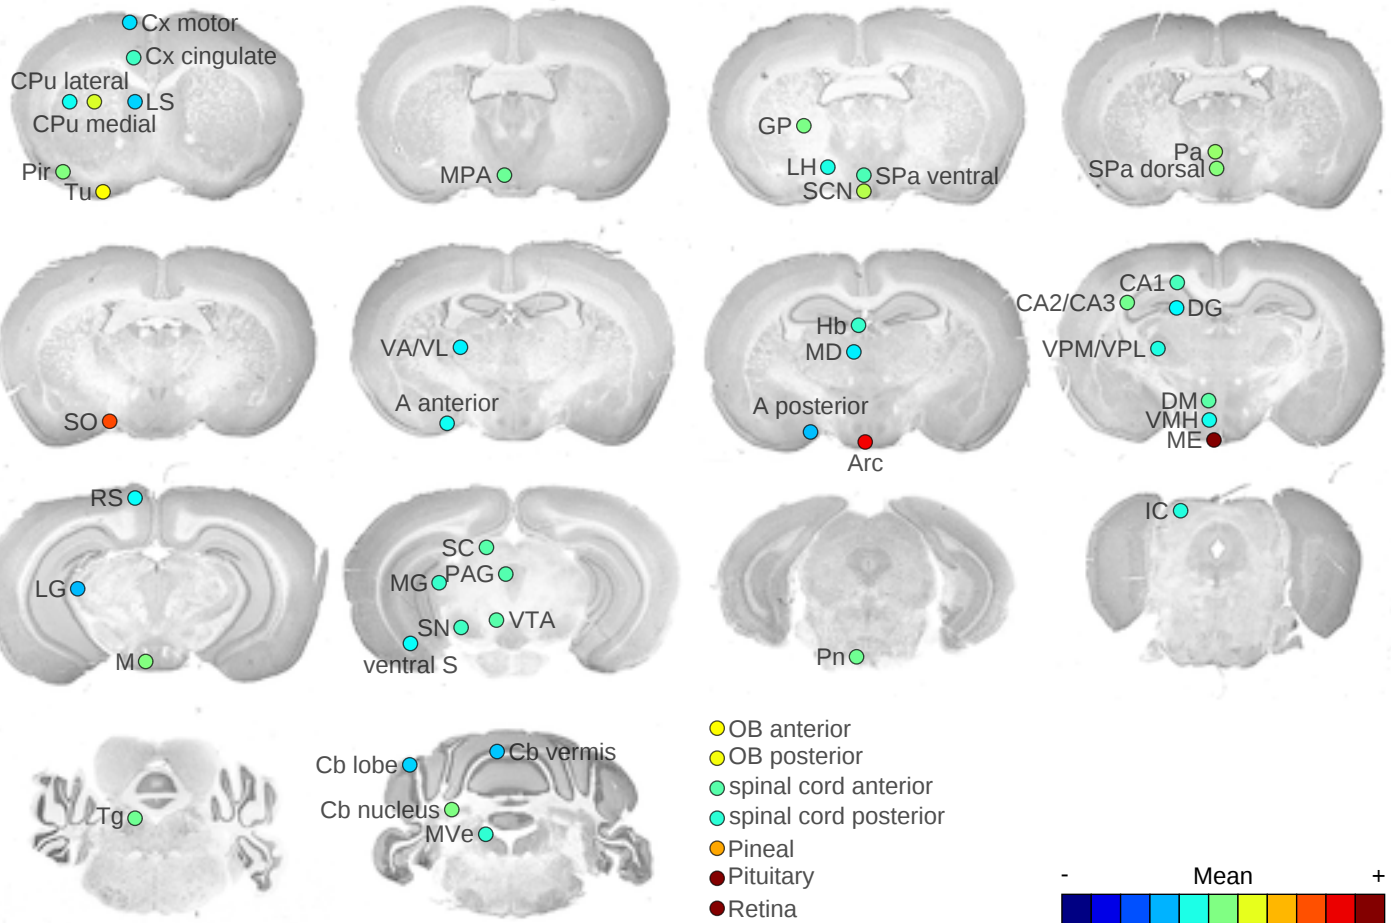 Cx motor
Cx cingulate
CPu lateral
LS
CPu medial
Pir
Tu
MPA
GP
LH
SPa ventral
SCN
Pa
SPa dorsal
SO
VA/VL
A anterior
Hb
MD
A posterior
Arc
CA1
CA2/CA3
DG
VPM/VPL
DM
VMH
ME
RS
LG
M
SC
MG
PAG
SN
VTA
ventral S
Pn
IC
Tg
Cb lobe
Cb vermis
Cb nucleus
MVe
OB anterior
OB posterior
spinal cord anterior
spinal cord posterior
Pineal
Pituitary
Retina
- Mean +